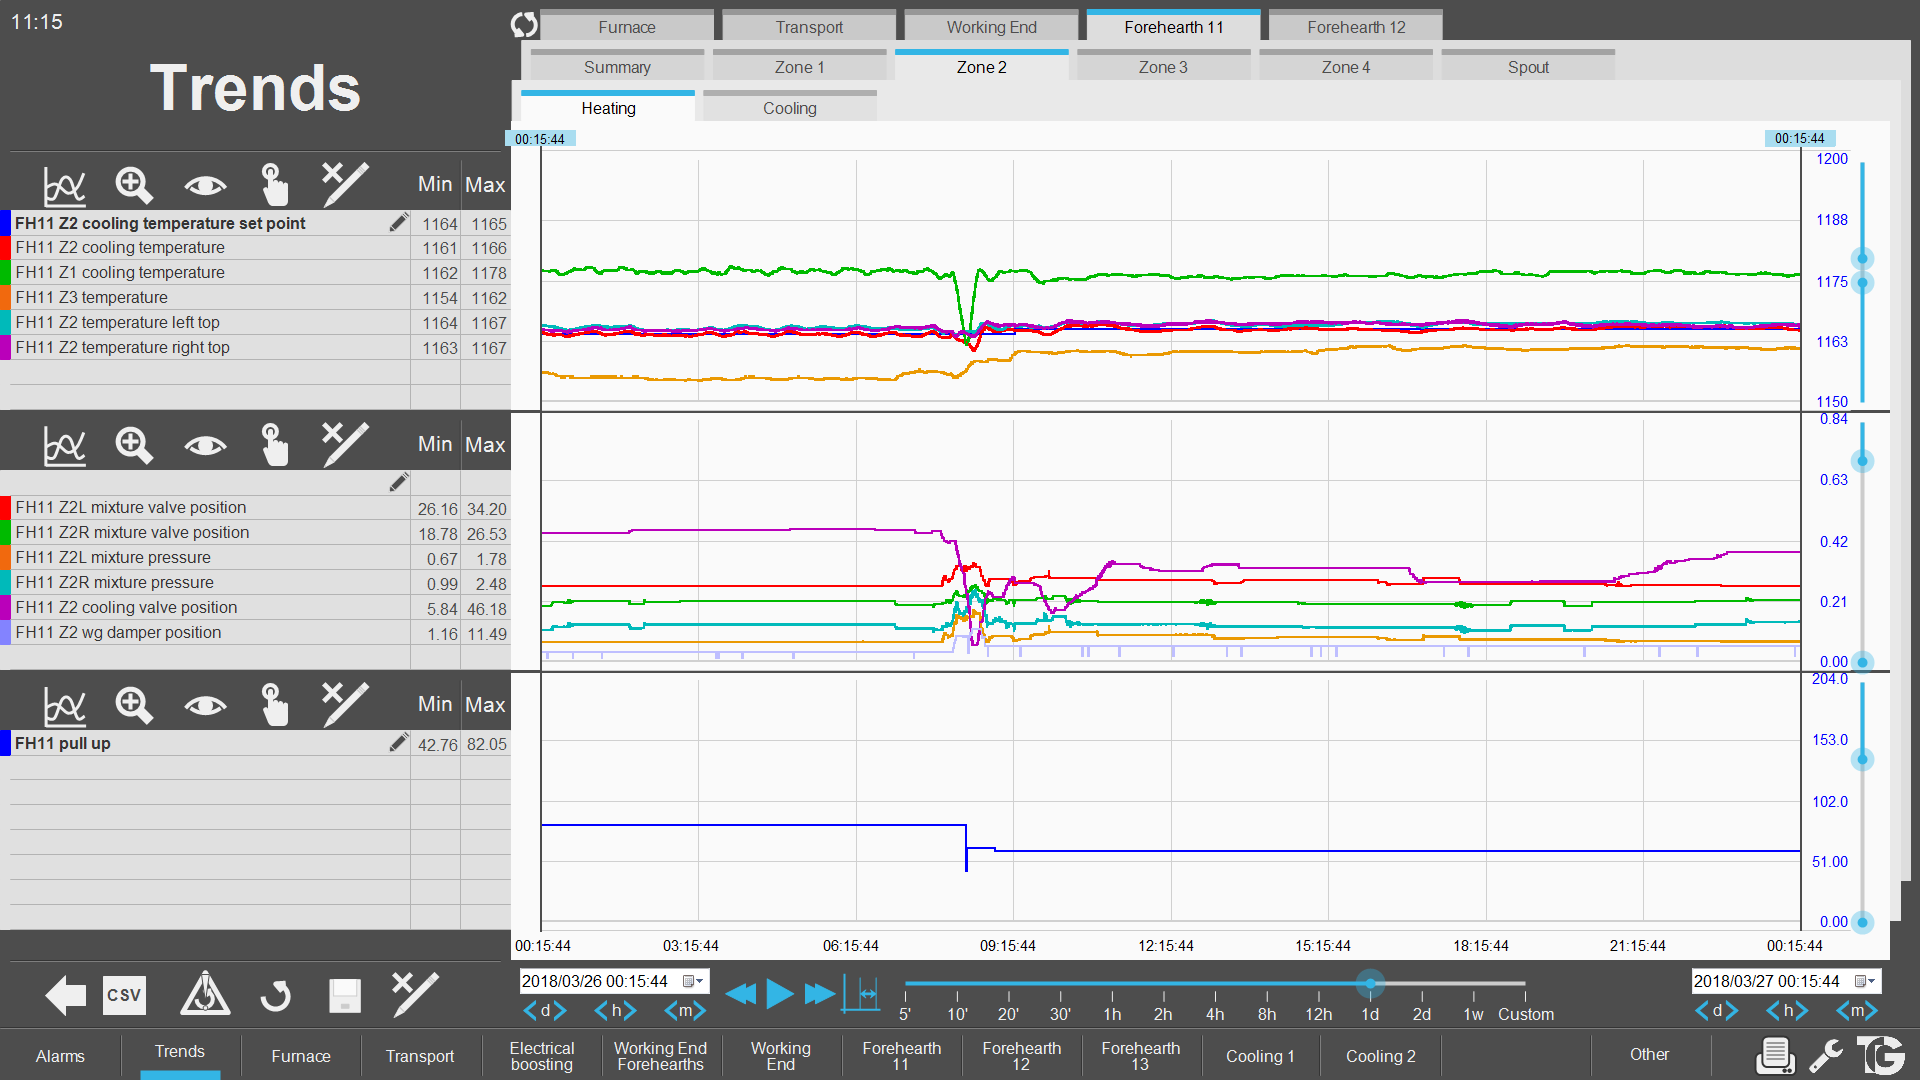 11:15
Trends
Furnace
Transport
Working End
Forehearth 11
Forehearth 12
Summary
Zone 1
Zone 2
Zone 3
Zone 4
Spout
Heating
Cooling
00:15:44
00:15:44
Min Max
FH11 Z2 cooling temperature set point 1164 1165
FH11 Z2 cooling temperature 1161 1166
FH11 Z1 cooling temperature 1162 1178
FH11 Z3 temperature 1154 1162
FH11 Z2 temperature left top 1164 1167
FH11 Z2 temperature right top 1163 1167
1200
1188
1175
1163
1150
Min Max
FH11 Z2L mixture valve position 26.16 34.20
FH11 Z2R mixture valve position 18.78 26.53
FH11 Z2L mixture pressure 0.67 1.78
FH11 Z2R mixture pressure 0.99 2.48
FH11 Z2 cooling valve position 5.84 46.18
FH11 Z2 wg damper position 1.16 11.49
0.84
0.63
0.42
0.21
0.00
Min Max
FH11 pull up 42.76 82.05
204.0
153.0
102.0
51.00
0.00
00:15:44
03:15:44
06:15:44
09:15:44
12:15:44
15:15:44
18:15:44
21:15:44
00:15:44
CSV
2018/03/26 00:15:44
d
h
m
5'
10'
20'
30'
1h
2h
4h
8h
12h
1d
2d
1w
Custom
2018/03/27 00:15:44
d
h
m
Alarms
Trends
Furnace
Transport
Electrical
boosting
Working End
Forehearths
Working
End
Forehearth
11
Forehearth
12
Forehearth
13
Cooling 1
Cooling 2
Other
TG